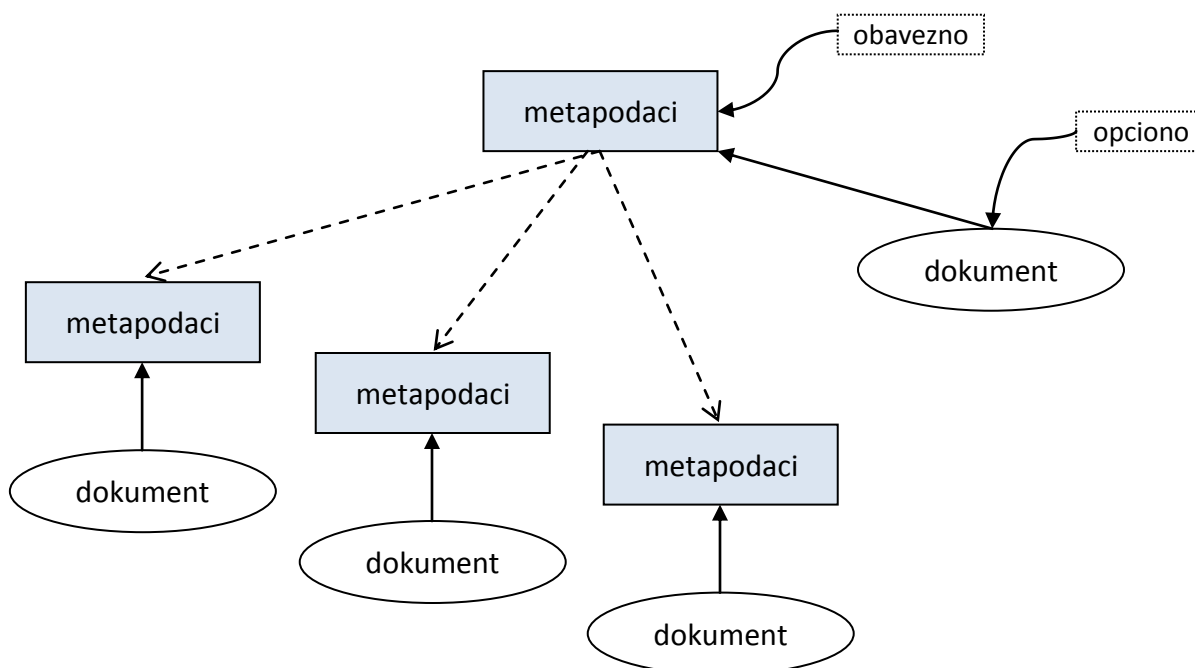 obavezno
metapodaci
opciono
dokument
metapodaci
metapodaci
metapodaci
dokument
dokument
dokument